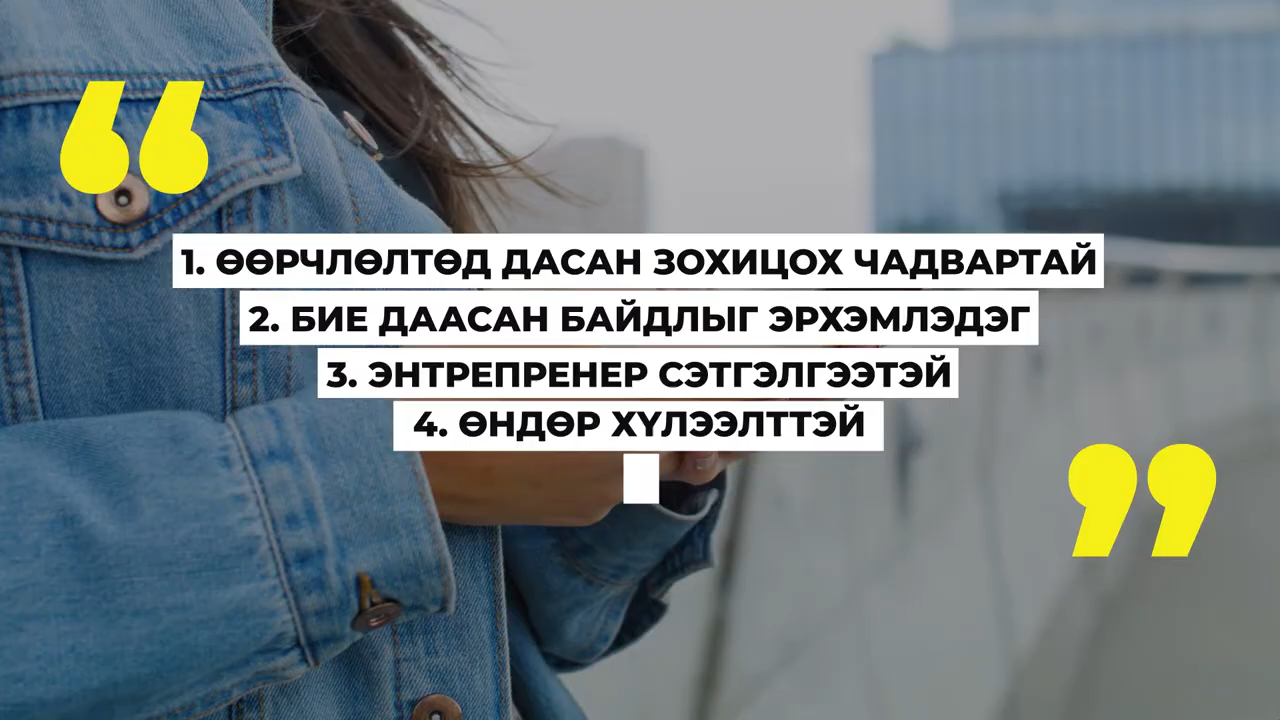 1. ӨӨРЧЛӨЛТӨД ДАСАН ЗОХИЦОХ ЧАДВАРТАЙ
2. БИЕ ДААСАН БАЙДЛЫГ ЭРХЭМЛЭДЭГ
3. ЭНТРЕПРЕНЕР СЭТГЭЛГЭЭТЭЙ
4. ӨНДӨР ХҮЛЭЭЛТТЭЙ